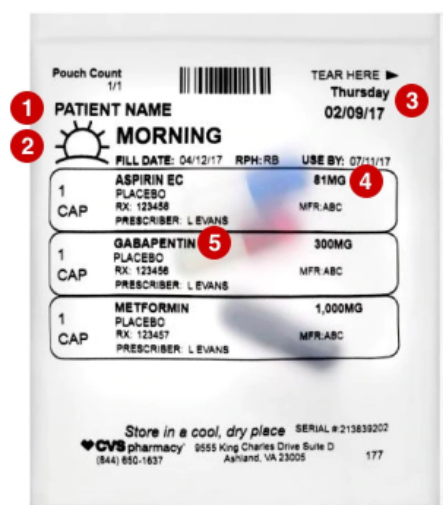 Pouch Count
1/1
TEAR HERE ►
Thursday
3
1
PATIENT NAME
02/09/17
2
MORNING
FILL DATE: 04/12/17 RPH:RB USE BY: 07/11/17
ASPIRIN EC 81MG 4
1
PLACEBO
CAP
RX: 123456 MFR:ABC
PRESCRIBER: L EVANS
GABAPENTIN 5 300MG
1
PLACEBO
CAP
RX: 123456 MFR:ABC
PRESCRIBER: L EVANS
METFORMIN 1,000MG
1
PLACEBO
CAP
RX: 123457 MFR:ABC
PRESCRIBER: L EVANS
Store in a cool, dry place SERIAL #:213839202
CVS pharmacy® 9555 King Charles Drive Suite D
(844) 650-1637 Ashland, VA 23005 177